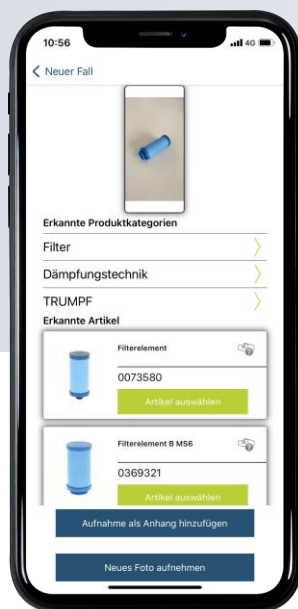 10:56
4G
Neuer Fall
Erkannte Produktkategorien
Filter
Dämpfungstechnik
TRUMPF
Erkannte Artikel
Filterelement
0073580
Artikel auswählen
Filterelement B MS6
0369321
Artikel auswählen
Aufnahme als Anhang hinzufügen
Neues Foto aufnehmen